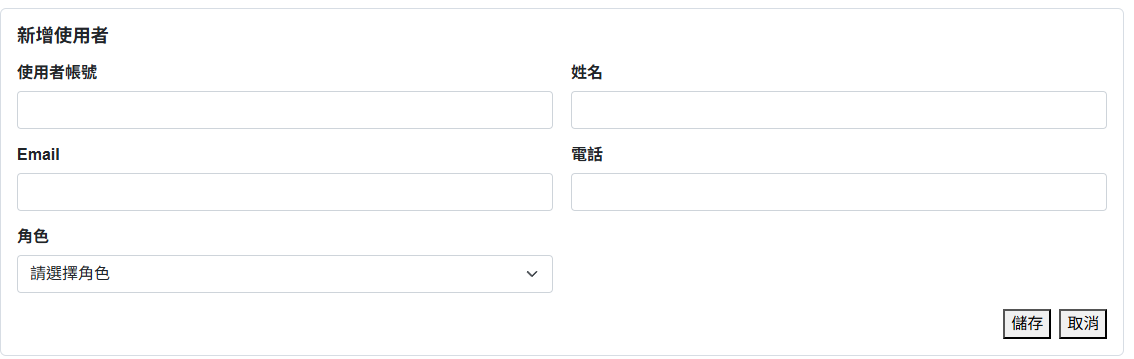 新增使用者
使用者帳號
姓名
Email
電話
角色
請選擇角色
儲存 取消